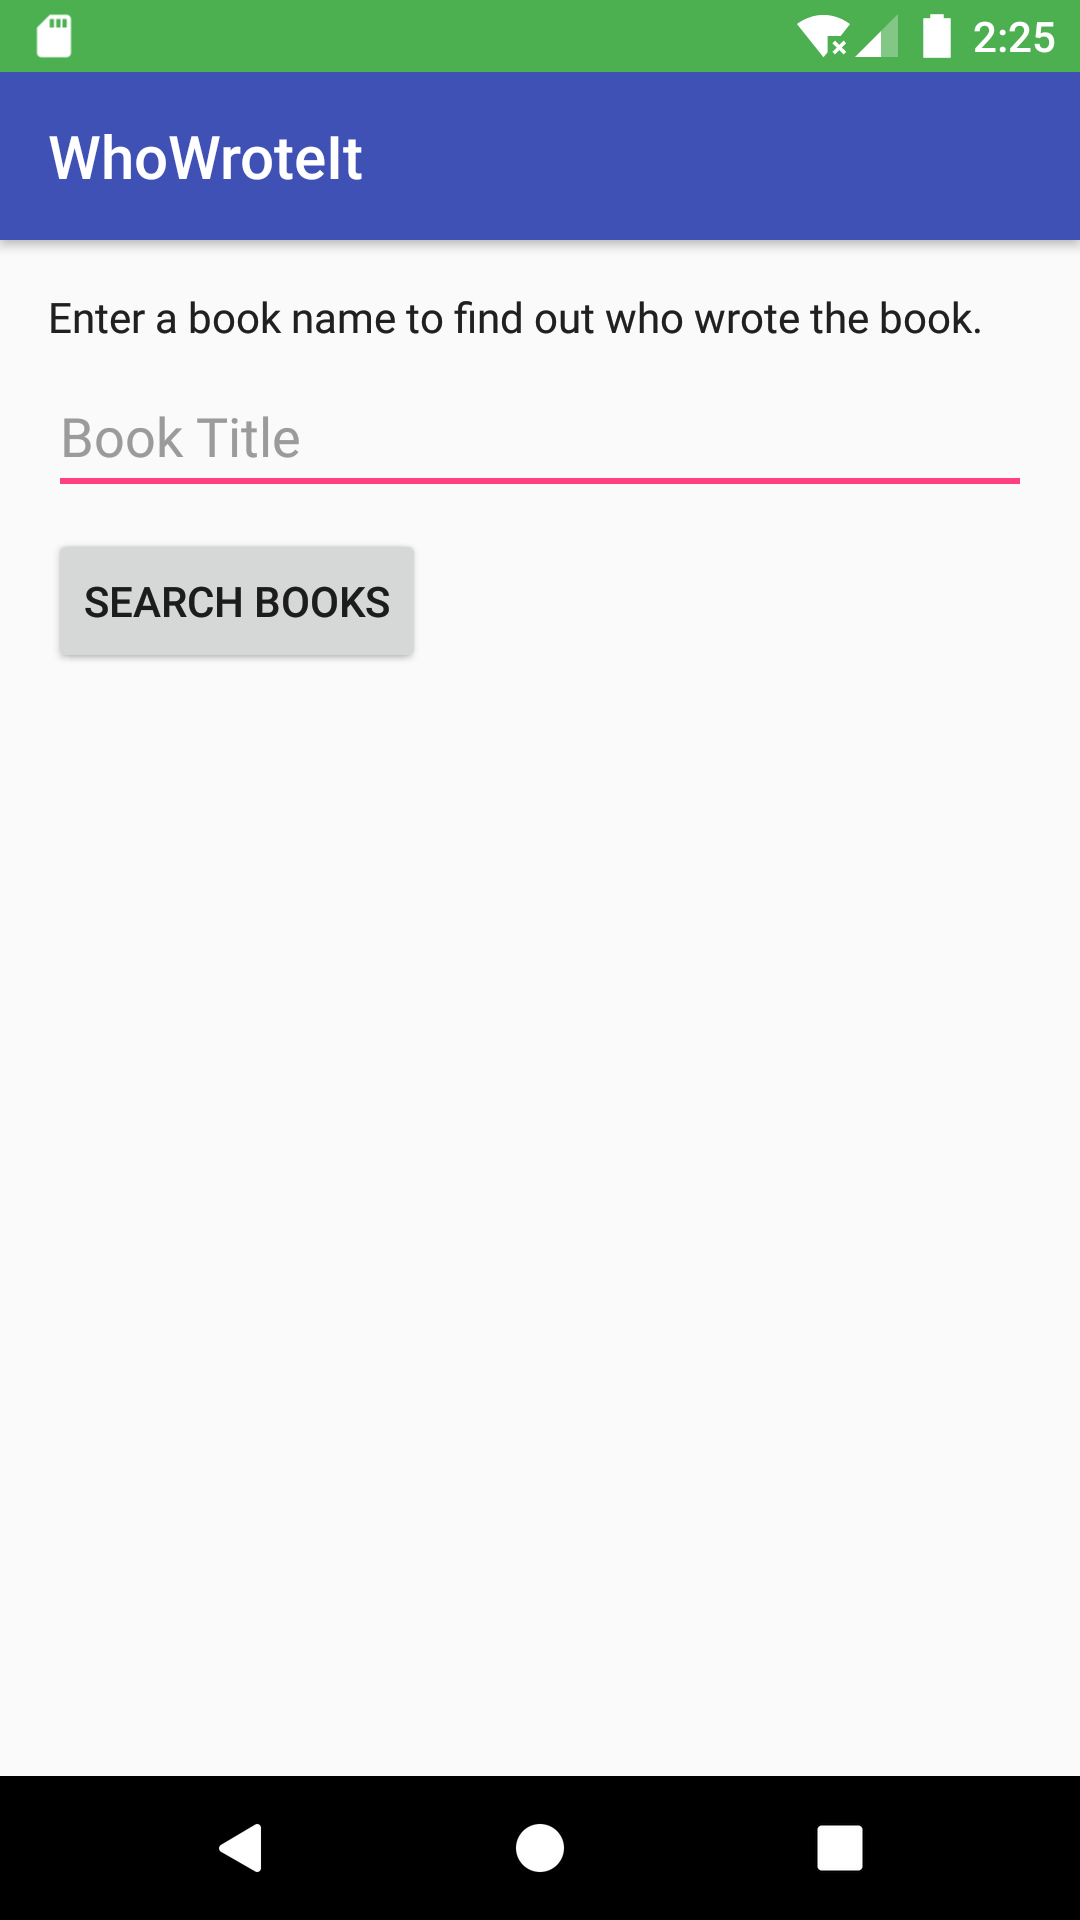 2:25
WhoWroteIt
Enter a book name to find out who wrote the book.
Book Title
SEARCH BOOKS